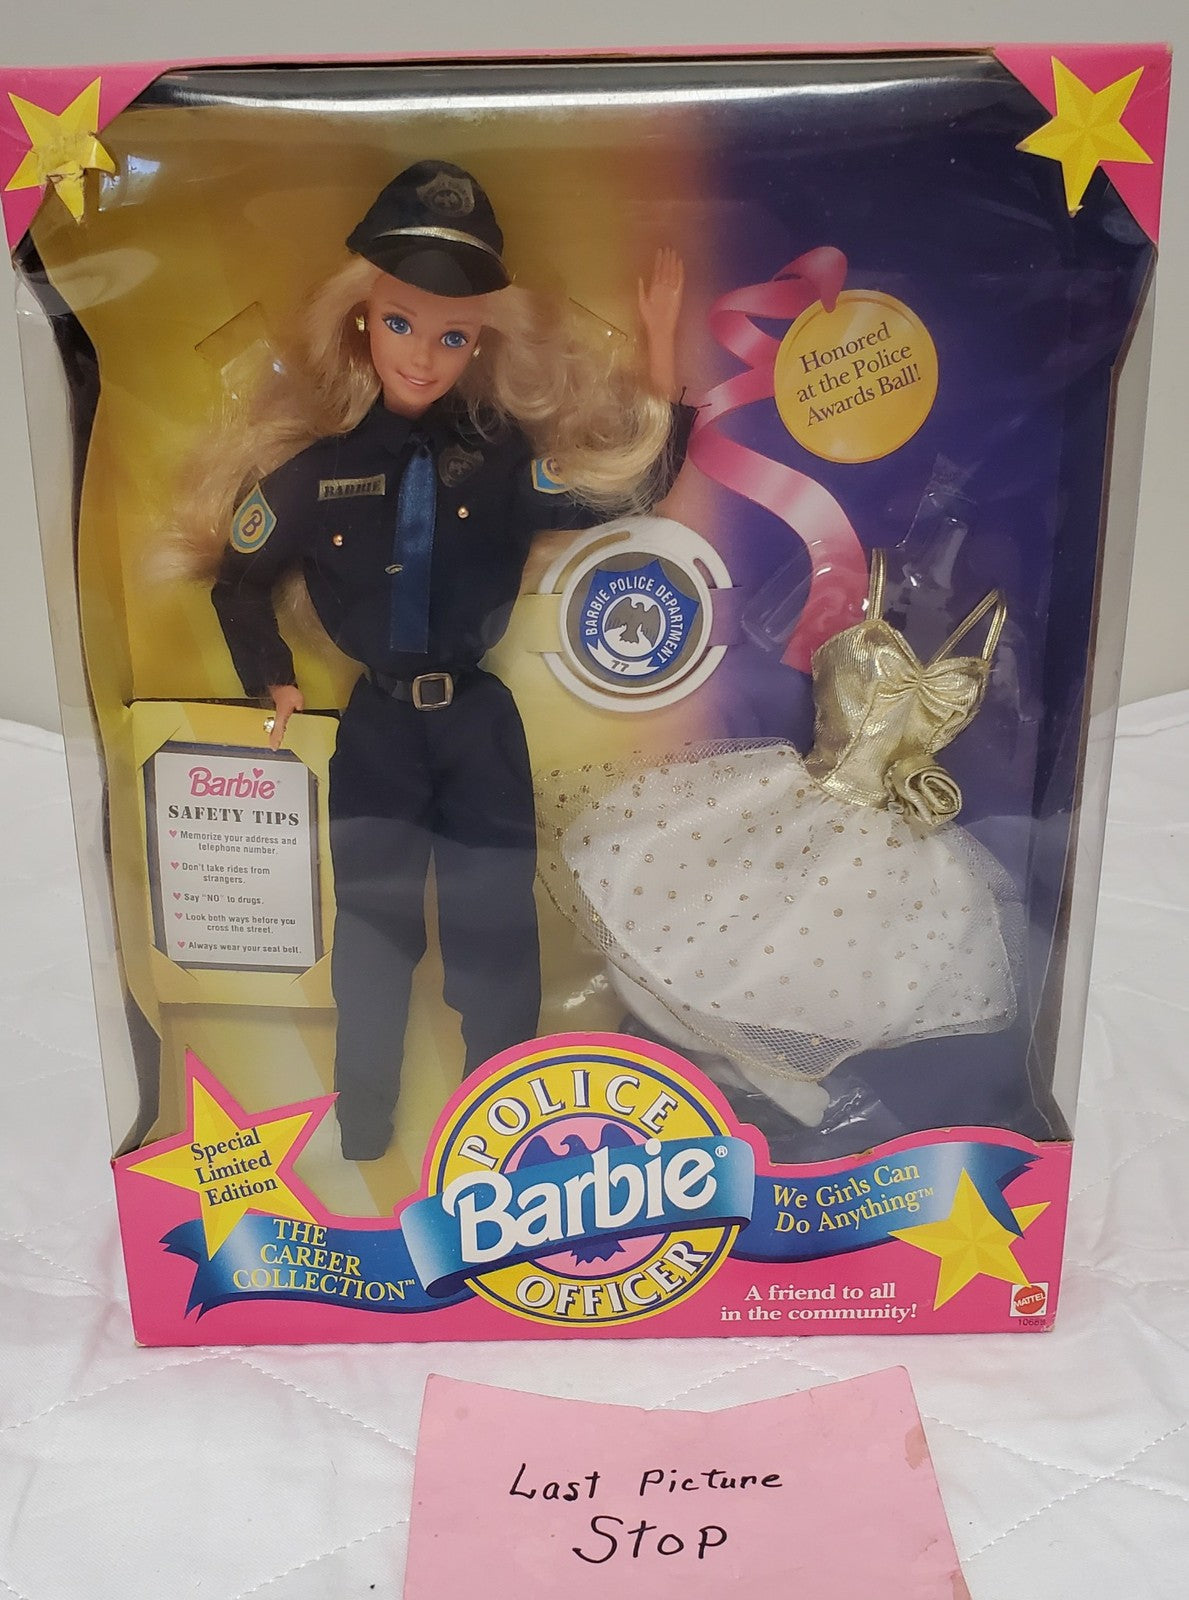 Honored
at the Police
Awards Ball!
BARBIE
B
BARBIE POLICE DEPARTMENT
77
Barbie®
SAFETY TIPS
Memorize your address and
telephone number.
Don't take rides from
strangers.
Say "NO" to drugs.
Look both ways before you
cross the street.
Always wear your seat belt.
Special
Limited
Edition
THE
CAREER
COLLECTION™
POLICE
Barbie®
OFFICER
We Girls Can
Do Anything™
A friend to all
in the community!
MATTEL
Last Picture
Stop